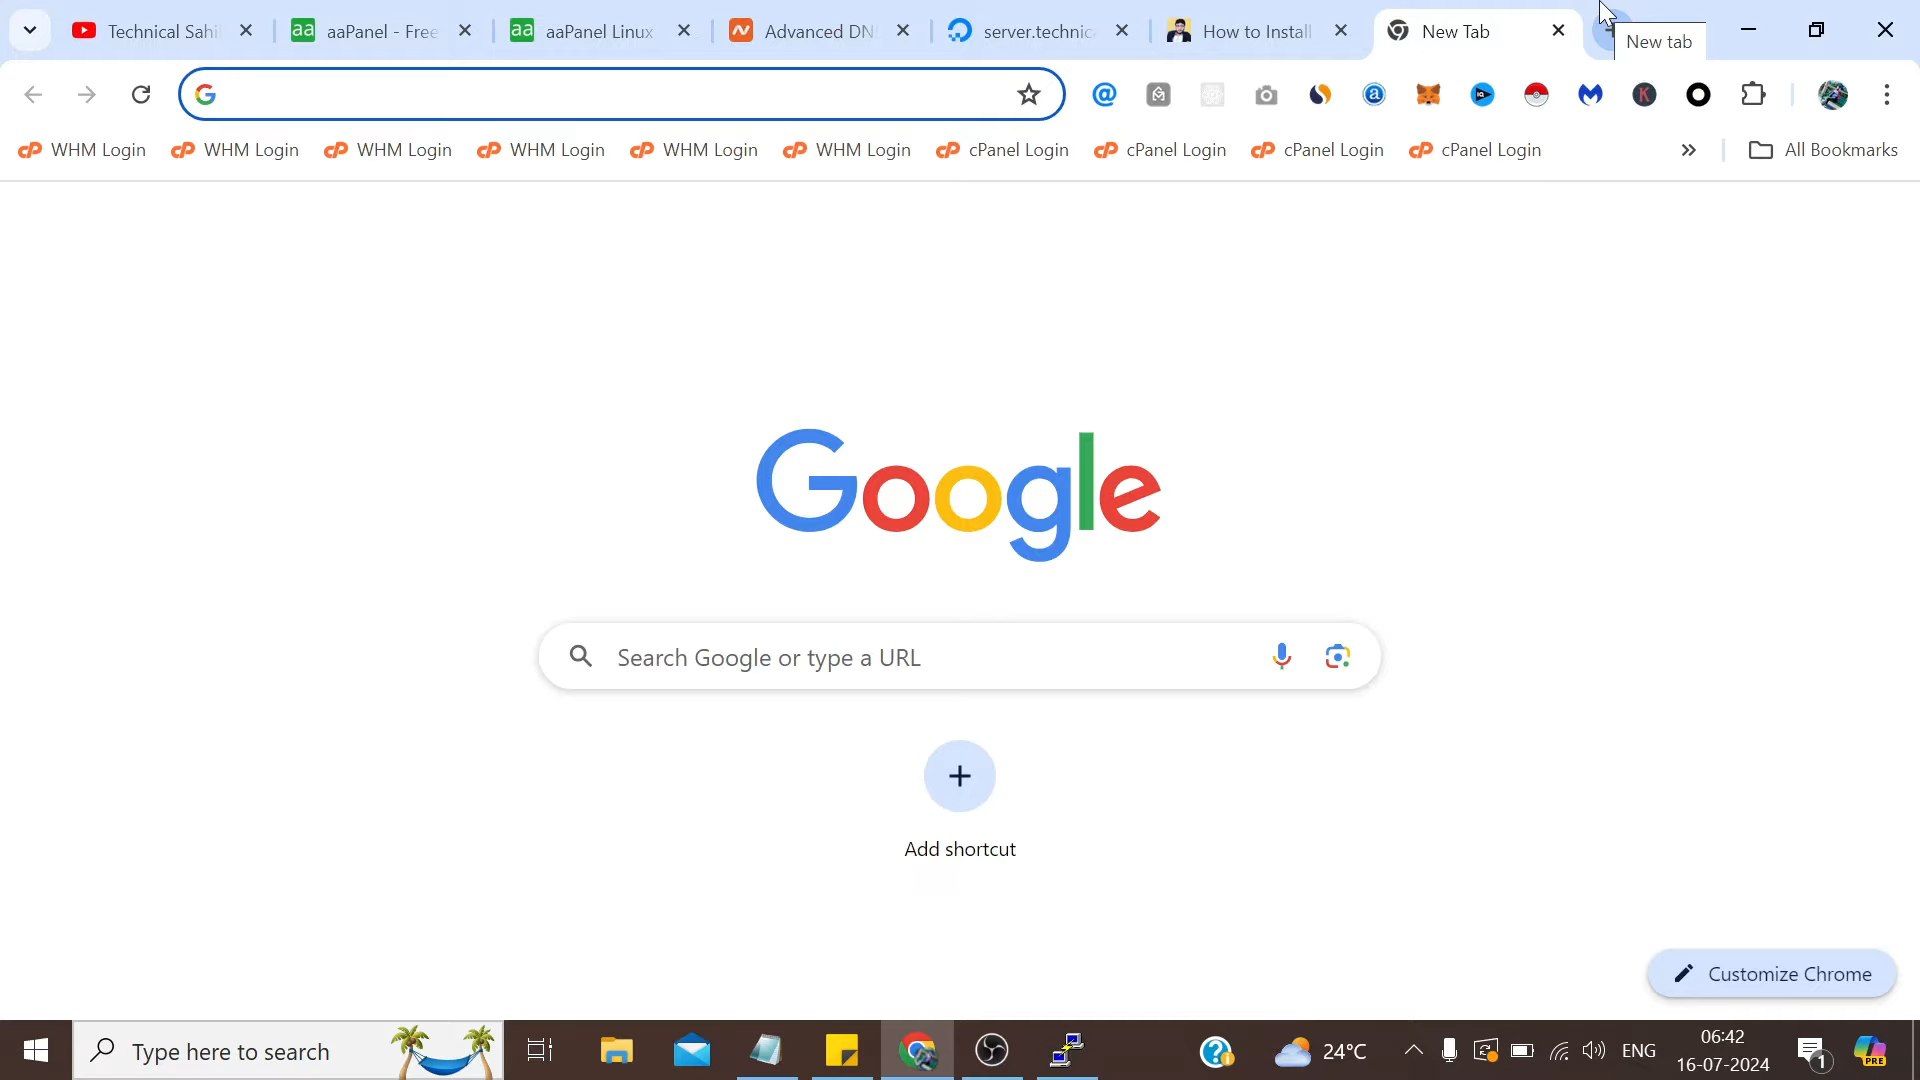 Technical Sahi
aaPanel - Free
aaPanel Linux
Advanced DN
server.technic
How to Install
New Tab
New tab
WHM Login
WHM Login
WHM Login
WHM Login
WHM Login
WHM Login
cPanel Login
cPanel Login
cPanel Login
cPanel Login
All Bookmarks
Google
Search Google or type a URL
Add shortcut
Customize Chrome
Type here to search
24°C
ENG
06:42
16-07-2024
1
PRE